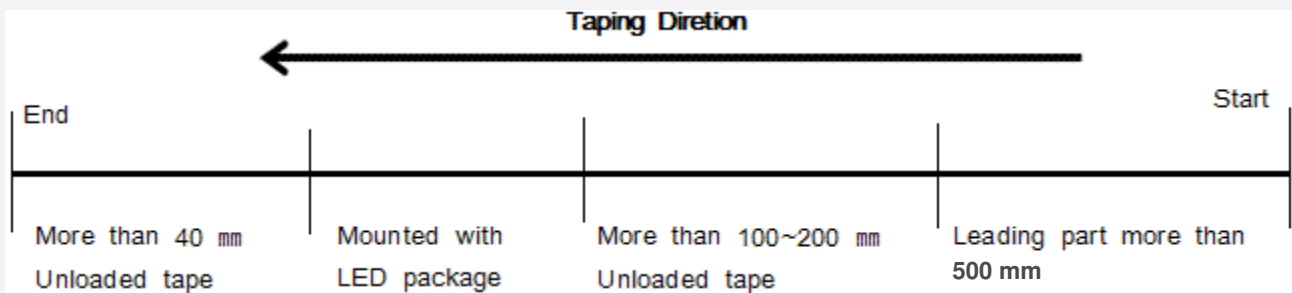 Taping Diretion
End
Start
More than 40 ㎜
Unloaded tape
Mounted with
LED package
More than 100~200 ㎜
Unloaded tape
Leading part more than
500 mm